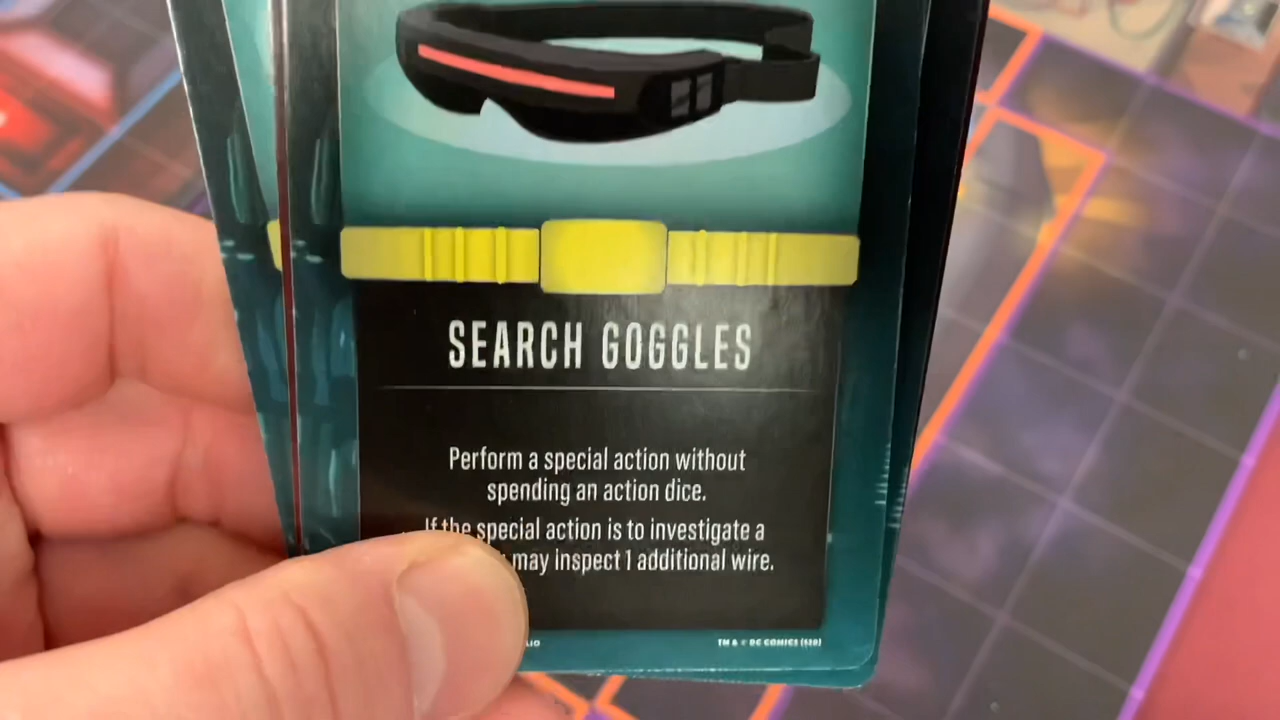 SEARCH GOGGLES
Perform a special action without
spending an action dice.
If the special action is to investigate a
may inspect 1 additional wire.
TM & © DC COMICS (S20)